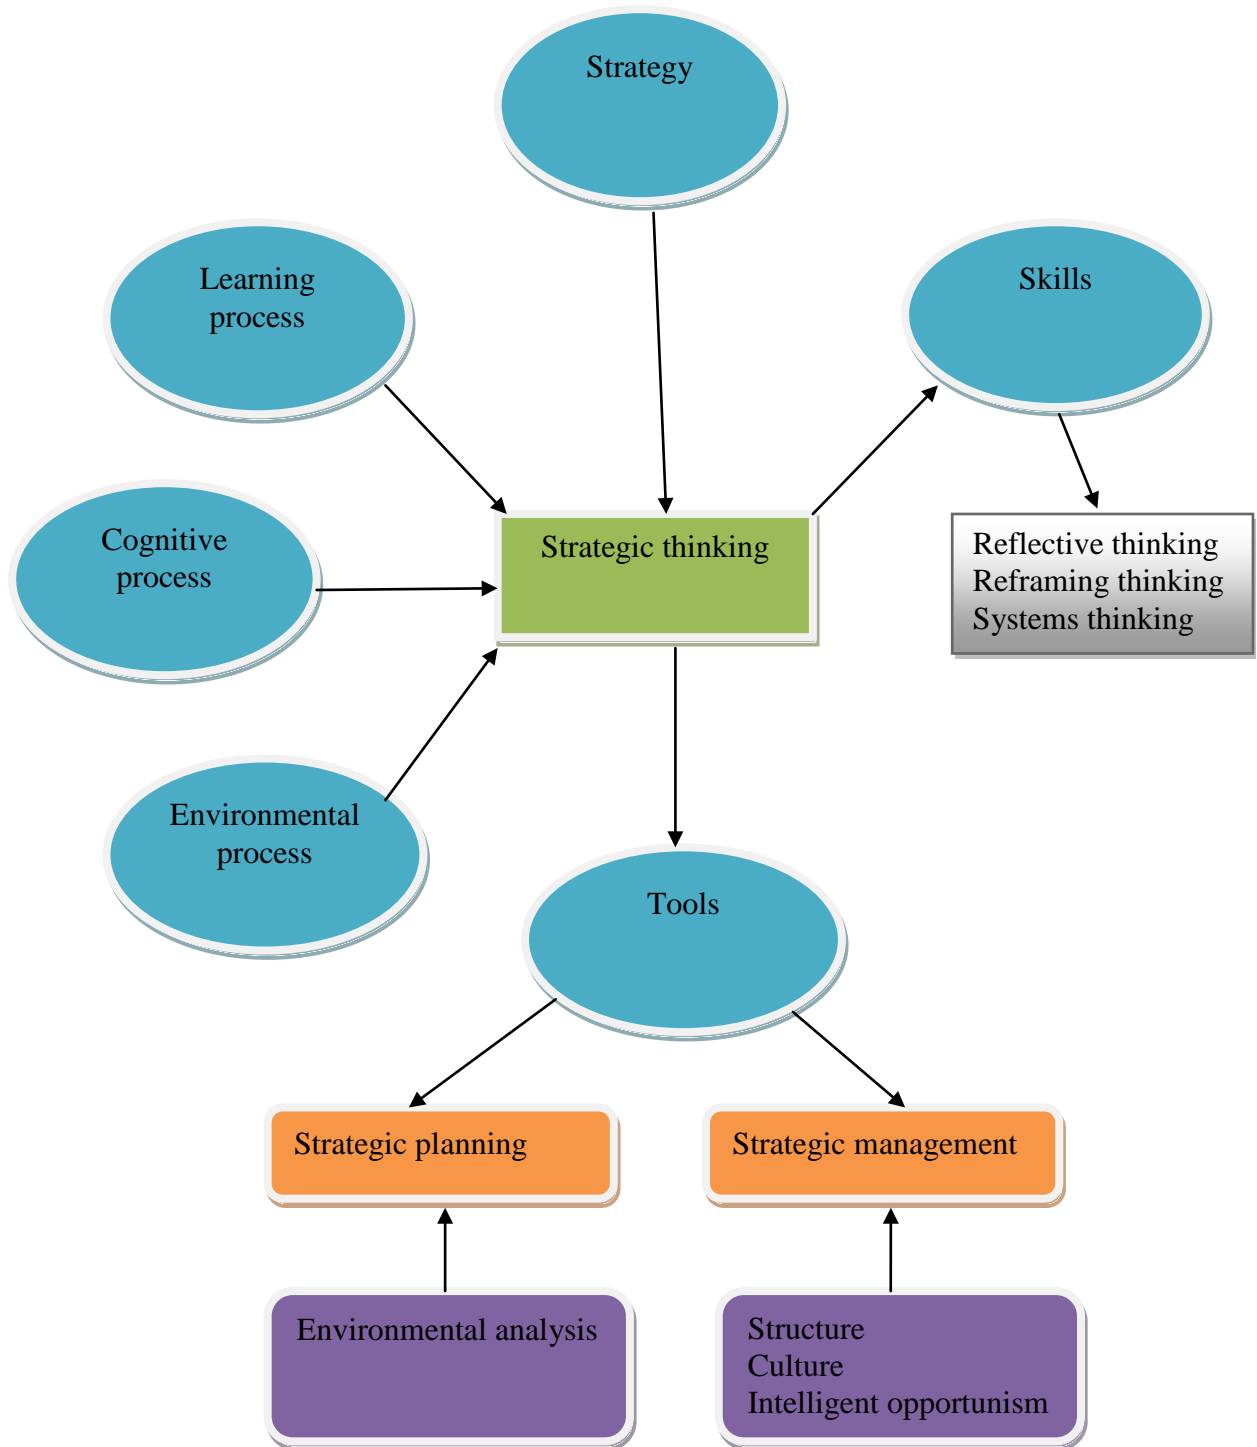 Strategy
Learning
process
Skills
Cognitive
process
Strategic thinking
Reflective thinking
Reframing thinking
Systems thinking
Environmental
process
Tools
Strategic planning
Strategic management
Environmental analysis
Structure
Culture
Intelligent opportunism